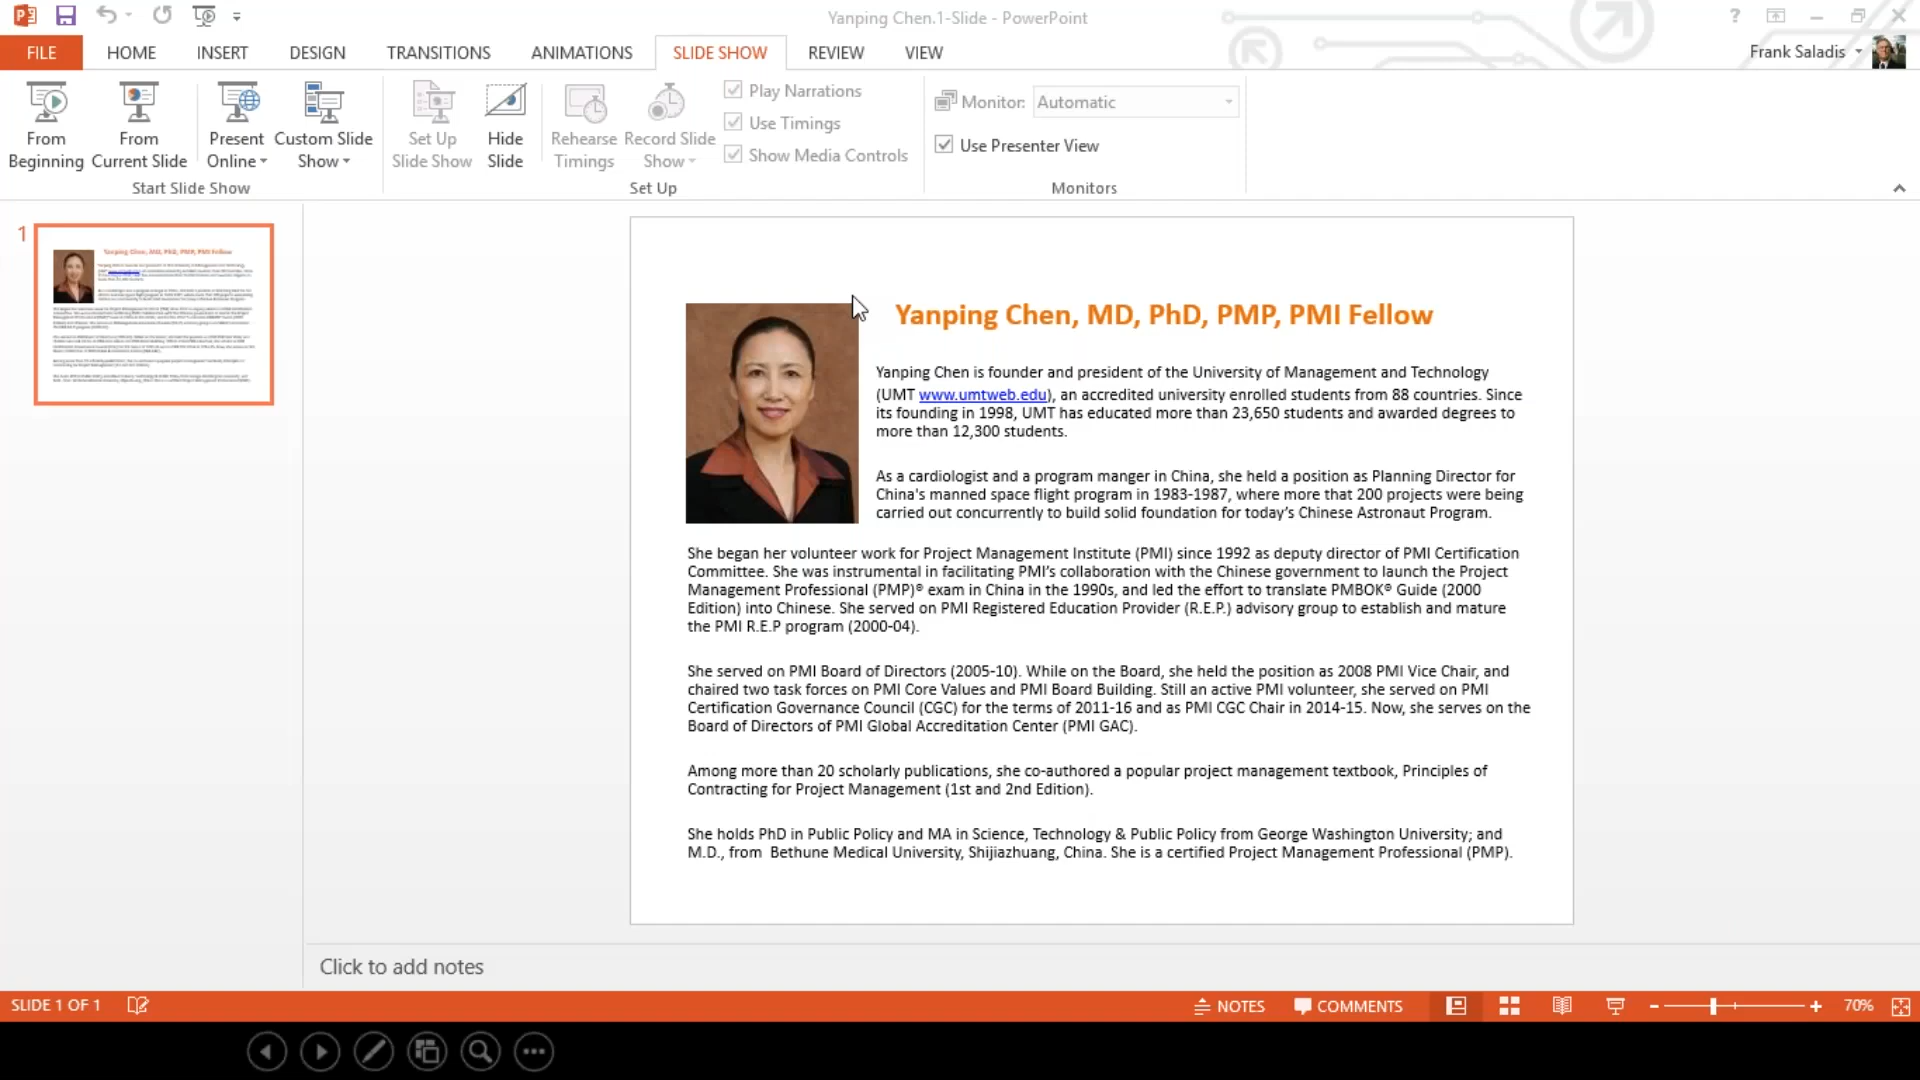 Yanping Chen.1-Slide - PowerPoint
?
FILE HOME INSERT DESIGN TRANSITIONS ANIMATIONS SLIDE SHOW REVIEW VIEW
Frank Saladis
From Beginning
From Current Slide
Present Online
Custom Slide Show
Start Slide Show
Set Up Slide Show
Hide Slide
Rehearse Timings
Record Slide Show
Play Narrations
Use Timings
Show Media Controls
Set Up
Monitor: Automatic
Use Presenter View
Monitors
1
Yanping Chen, MD, PhD, PMP, PMI Fellow
Yanping Chen, MD, PhD, PMP, PMI Fellow
Yanping Chen is founder and president of the University of Management and Technology
(UMT www.umtweb.edu), an accredited university enrolled students from 88 countries. Since
its founding in 1998, UMT has educated more than 23,650 students and awarded degrees to
more than 12,300 students.
As a cardiologist and a program manger in China, she held a position as Planning Director for
China's manned space flight program in 1983-1987, where more that 200 projects were being
carried out concurrently to build solid foundation for today’s Chinese Astronaut Program.
She began her volunteer work for Project Management Institute (PMI) since 1992 as deputy director of PMI Certification
Committee. She was instrumental in facilitating PMI’s collaboration with the Chinese government to launch the Project
Management Professional (PMP)® exam in China in the 1990s, and led the effort to translate PMBOK® Guide (2000
Edition) into Chinese. She served on PMI Registered Education Provider (R.E.P.) advisory group to establish and mature
the PMI R.E.P program (2000-04).
She served on PMI Board of Directors (2005-10). While on the Board, she held the position as 2008 PMI Vice Chair, and
chaired two task forces on PMI Core Values and PMI Board Building. Still an active PMI volunteer, she served on PMI
Certification Governance Council (CGC) for the terms of 2011-16 and as PMI CGC Chair in 2014-15. Now, she serves on the
Board of Directors of PMI Global Accreditation Center (PMI GAC).
Among more than 20 scholarly publications, she co-authored a popular project management textbook, Principles of
Contracting for Project Management (1st and 2nd Edition).
She holds PhD in Public Policy and MA in Science, Technology & Public Policy from George Washington University; and
M.D., from Bethune Medical University, Shijiazhuang, China. She is a certified Project Management Professional (PMP).
Click to add notes
SLIDE 1 OF 1
NOTES
COMMENTS
70%